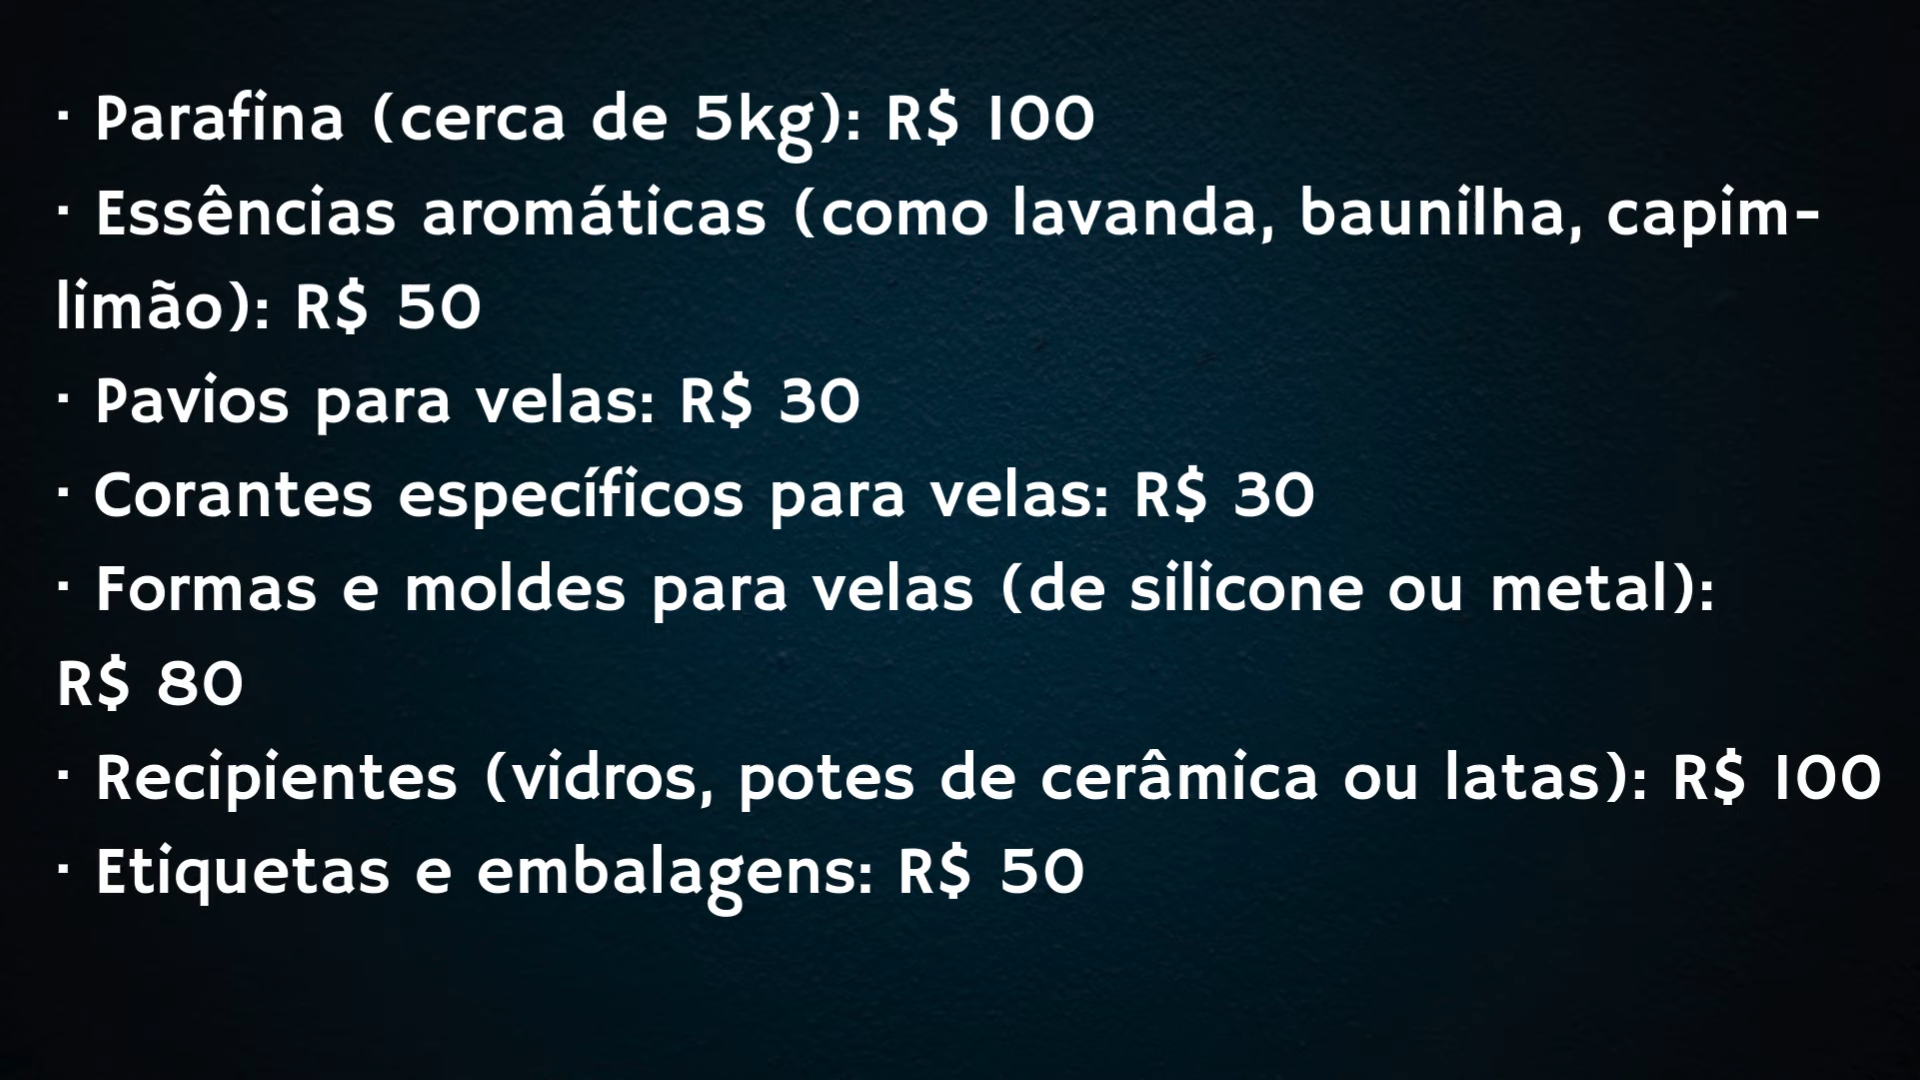 · Parafina (cerca de 5kg): R$ 100
· Essências aromáticas (como lavanda, baunilha, capim-
limão): R$ 50
· Pavios para velas: R$ 30
· Corantes específicos para velas: R$ 30
· Formas e moldes para velas (de silicone ou metal):
R$ 80
· Recipientes (vidros, potes de cerâmica ou latas): R$ 100
· Etiquetas e embalagens: R$ 50